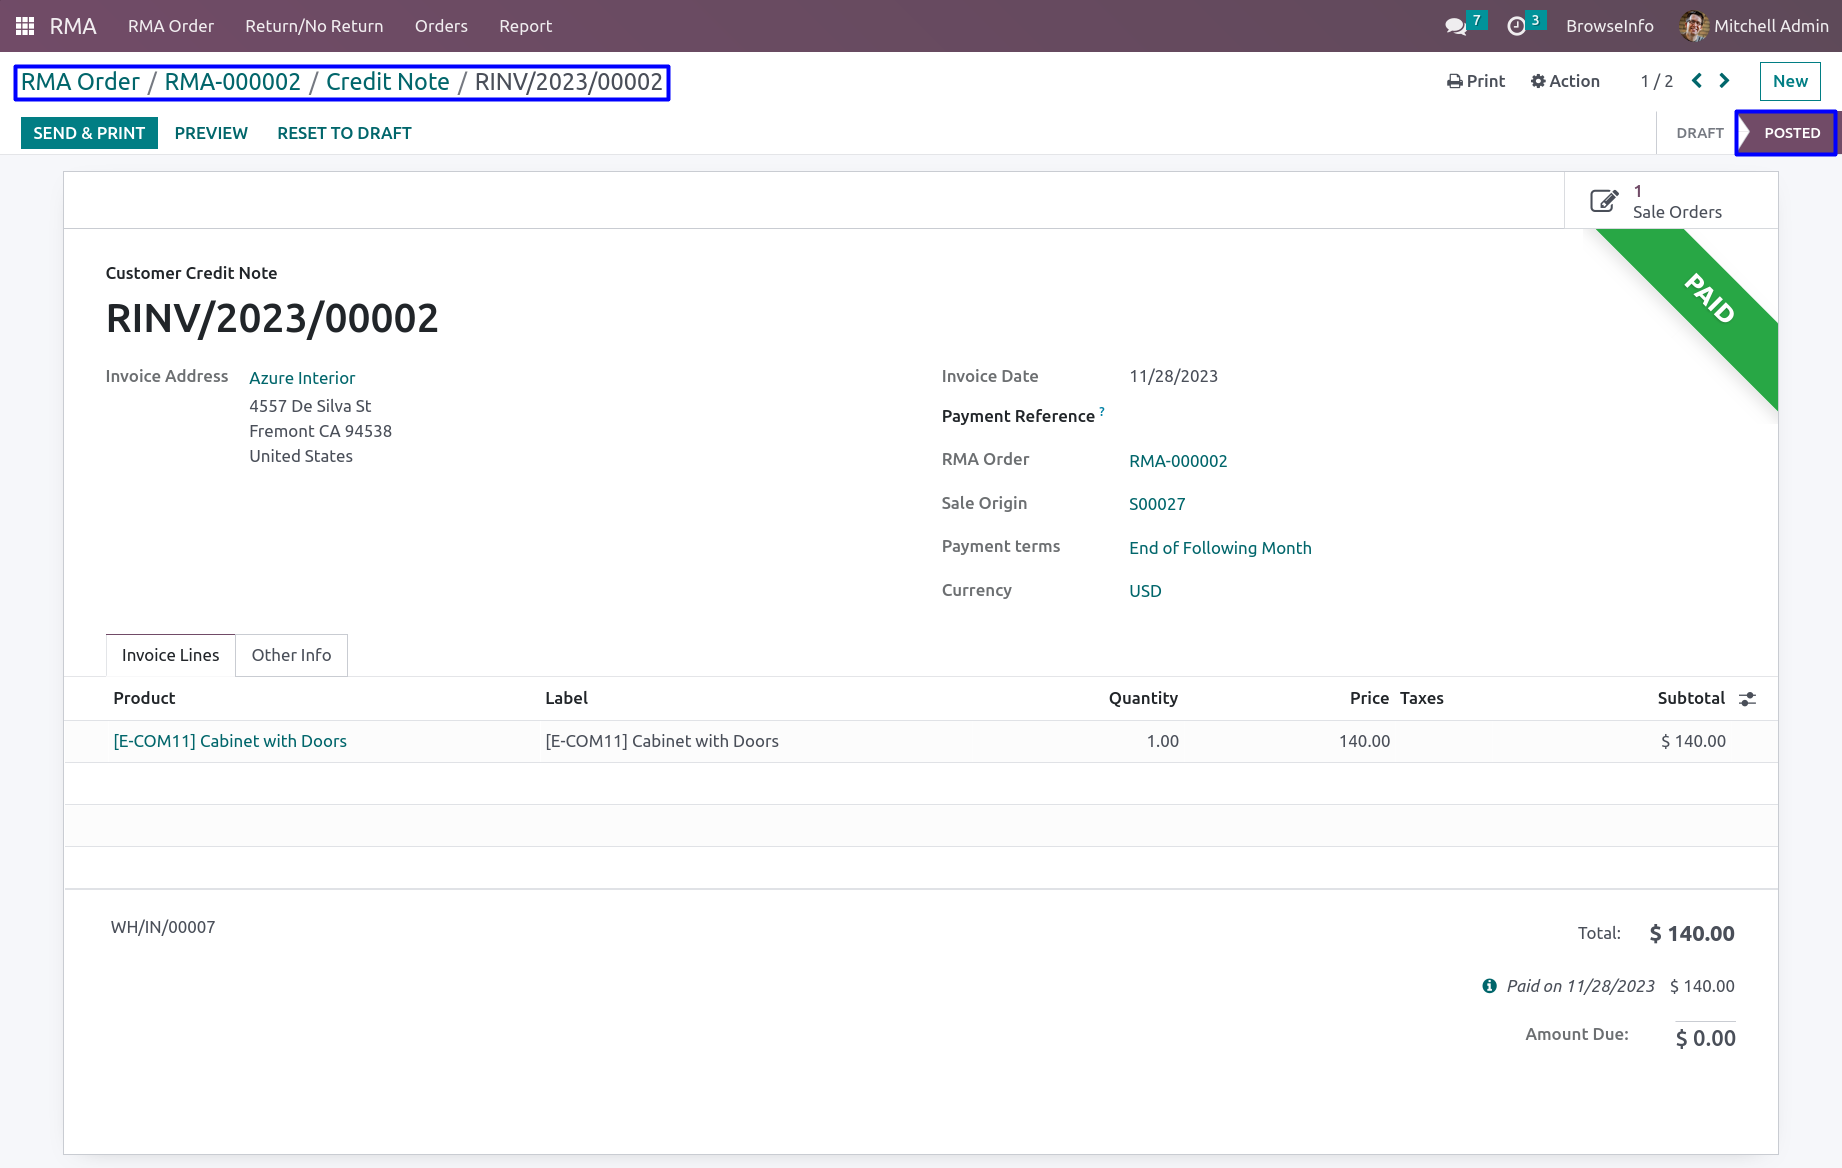 RMA RMA Order Return/No Return Orders Report 7 3 BrowseInfo Mitchell Admin
RMA Order / RMA-000002 / Credit Note / RINV/2023/00002 Print Action 1 / 2 New
SEND & PRINT PREVIEW RESET TO DRAFT DRAFT POSTED
1
Sale Orders
PAID
Customer Credit Note
RINV/2023/00002
Invoice Address Azure Interior
4557 De Silva St
Fremont CA 94538
United States
Invoice Date 11/28/2023
Payment Reference ?
RMA Order RMA-000002
Sale Origin S00027
Payment terms End of Following Month
Currency USD
Invoice Lines Other Info
Product Label Quantity Price Taxes Subtotal
[E-COM11] Cabinet with Doors [E-COM11] Cabinet with Doors 1.00 140.00 $ 140.00
WH/IN/00007
Total: $ 140.00
Paid on 11/28/2023 $ 140.00
Amount Due: $ 0.00